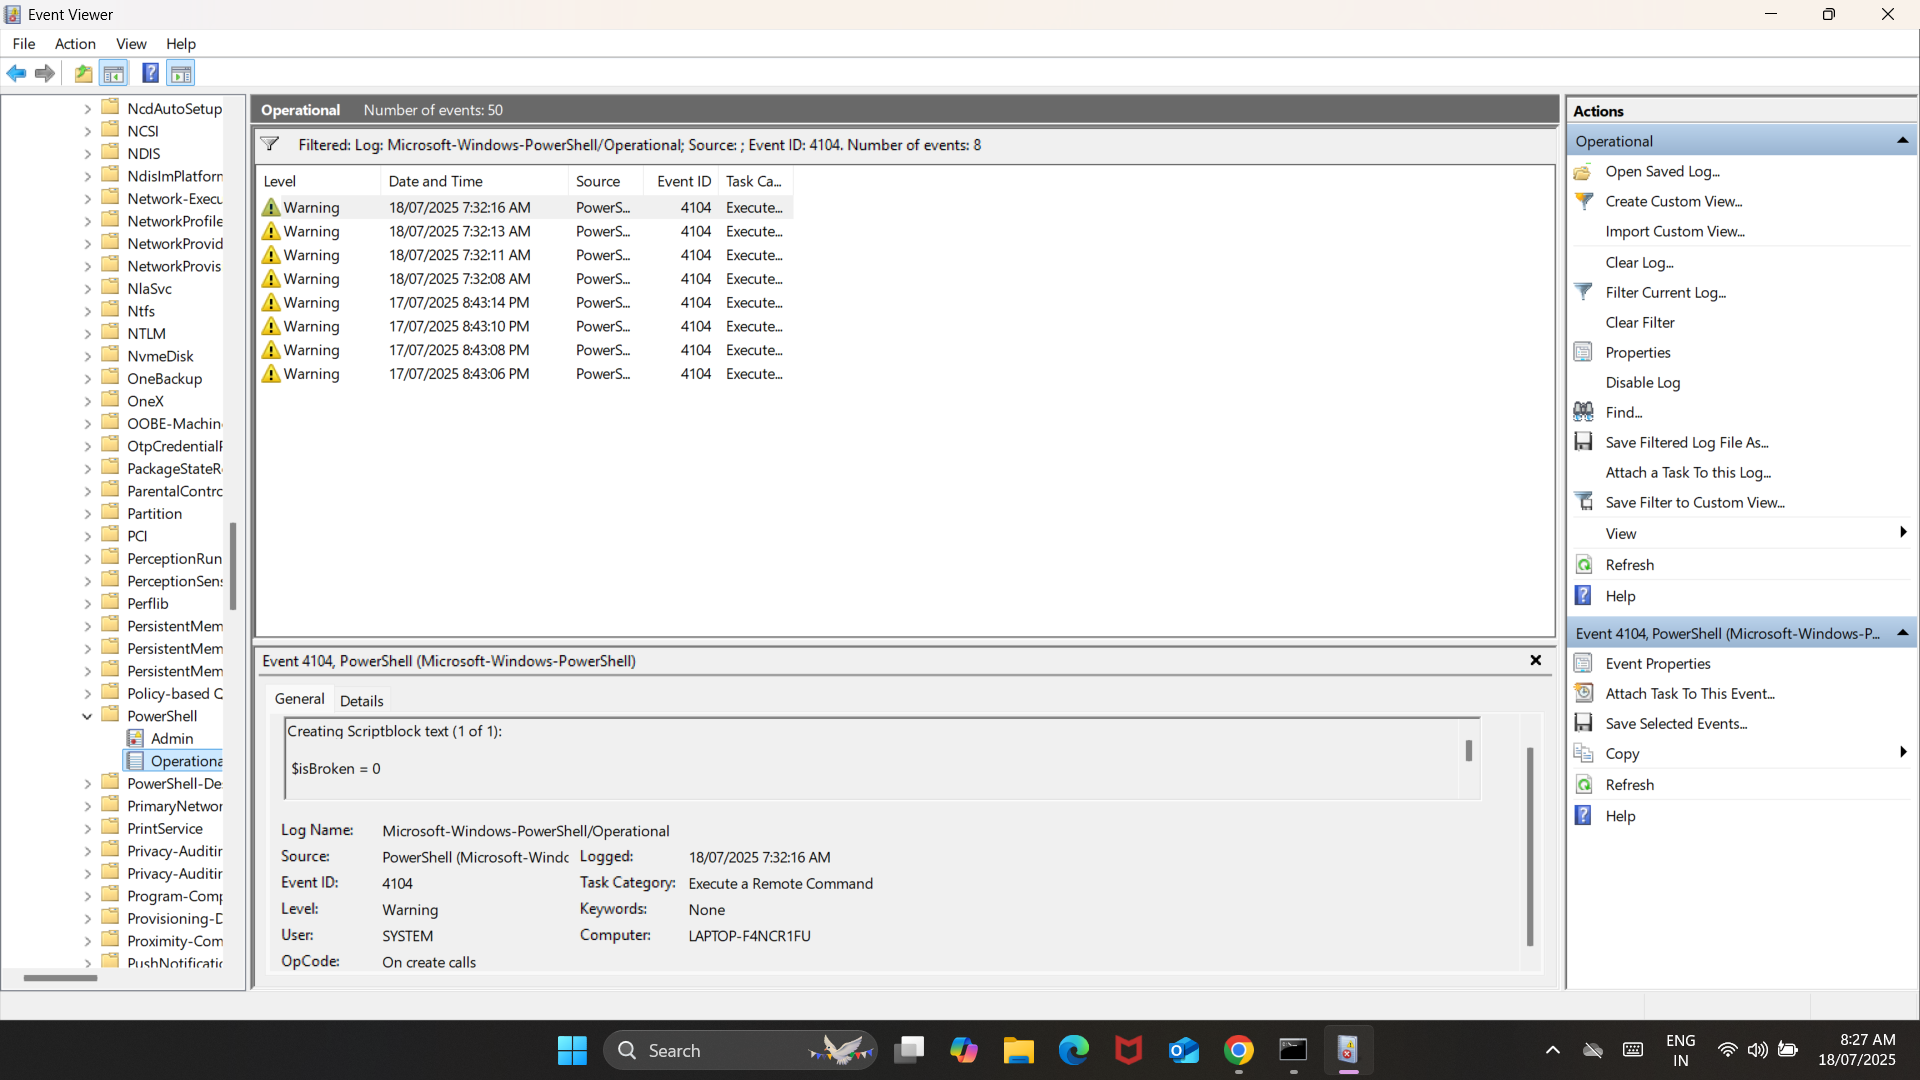 Event Viewer
File Action View Help
NcdAutoSetup
NCSI
NDIS
NdisImPlatforn
Network-Execu
NetworkProfile
NetworkProvid
NetworkProvis
NlaSvc
Ntfs
NTLM
NvmeDisk
OneBackup
OneX
OOBE-Machin
OtpCredentialP
PackageStateR
ParentalContro
Partition
PCI
PerceptionRun
PerceptionSens
Perflib
PersistentMem
PersistentMem
PersistentMem
Policy-based Q
PowerShell
Admin
Operationa
PowerShell-De
PrimaryNetwor
PrintService
Privacy-Auditin
Privacy-Auditin
Program-Comp
Provisioning-D
Proximity-Com
PushNotificatio
Operational Number of events: 50
Filtered: Log: Microsoft-Windows-PowerShell/Operational; Source: ; Event ID: 4104. Number of events: 8
Level Date and Time Source Event ID Task Ca...
Warning 18/07/2025 7:32:16 AM PowerS... 4104 Execute...
Warning 18/07/2025 7:32:13 AM PowerS... 4104 Execute...
Warning 18/07/2025 7:32:11 AM PowerS... 4104 Execute...
Warning 18/07/2025 7:32:08 AM PowerS... 4104 Execute...
Warning 17/07/2025 8:43:14 PM PowerS... 4104 Execute...
Warning 17/07/2025 8:43:10 PM PowerS... 4104 Execute...
Warning 17/07/2025 8:43:08 PM PowerS... 4104 Execute...
Warning 17/07/2025 8:43:06 PM PowerS... 4104 Execute...
Event 4104, PowerShell (Microsoft-Windows-PowerShell)
General Details
Creating Scriptblock text (1 of 1):
$isBroken = 0
Log Name: Microsoft-Windows-PowerShell/Operational
Source: PowerShell (Microsoft-Windo Logged: 18/07/2025 7:32:16 AM
Event ID: 4104 Task Category: Execute a Remote Command
Level: Warning Keywords: None
User: SYSTEM Computer: LAPTOP-F4NCR1FU
OpCode: On create calls
Actions
Operational
Open Saved Log...
Create Custom View...
Import Custom View...
Clear Log...
Filter Current Log...
Clear Filter
Properties
Disable Log
Find...
Save Filtered Log File As...
Attach a Task To this Log...
Save Filter to Custom View...
View
Refresh
Help
Event 4104, PowerShell (Microsoft-Windows-P...
Event Properties
Attach Task To This Event...
Save Selected Events...
Copy
Refresh
Help
Search
ENG
IN
8:27 AM
18/07/2025